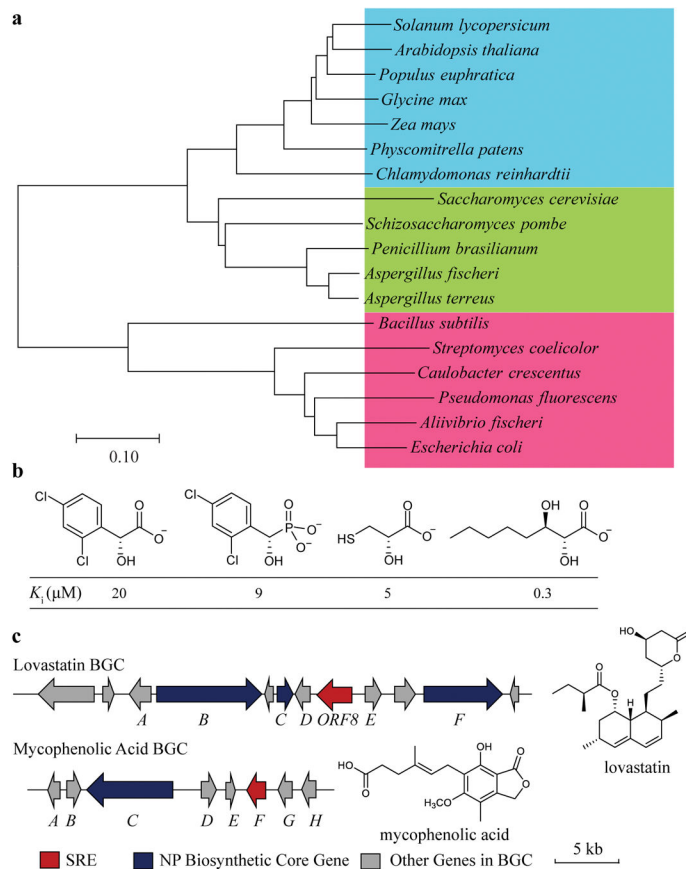 a
Solanum lycopersicum
Arabidopsis thaliana
Populus euphratica
Glycine max
Zea mays
Physcomitrella patens
Chlamydomonas reinhardtii
Saccharomyces cerevisiae
Schizosaccharomyces pombe
Penicillium brasilianum
Aspergillus fischeri
Aspergillus terreus
Bacillus subtilis
Streptomyces coelicolor
Caulobacter crescentus
Pseudomonas fluorescens
Aliivibrio fischeri
Escherichia coli
0.10
b
Cl Cl O O⁻ OH
Cl Cl O P O⁻ O⁻ OH
HS O O⁻ OH
OH O O⁻ OH
Kᵢ (μM) 20 9 5 0.3
c
Lovastatin BGC
A B C D ORF8 E F
HO O O O O H
lovastatin
Mycophenolic Acid BGC
A B C D E F G H
HO O OH O O H₃CO
mycophenolic acid
SRE NP Biosynthetic Core Gene Other Genes in BGC
5 kb